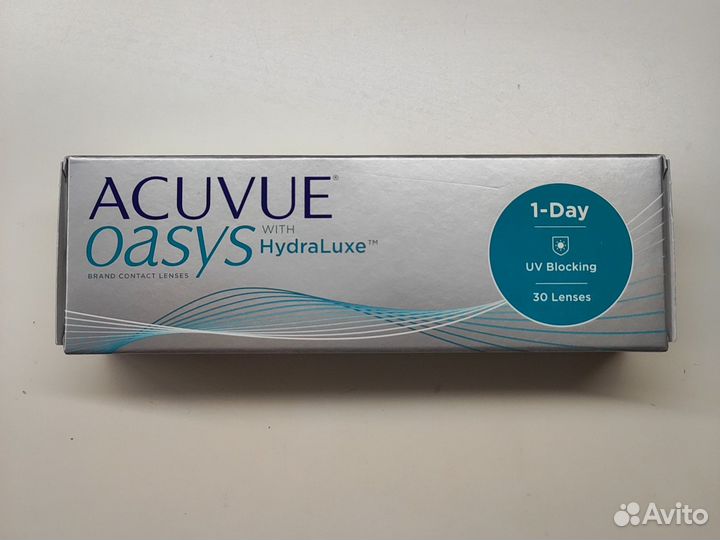 ACUVUE®
oasys WITH HydraLuxe™
BRAND CONTACT LENSES
1-Day
UV Blocking
30 Lenses
Avito